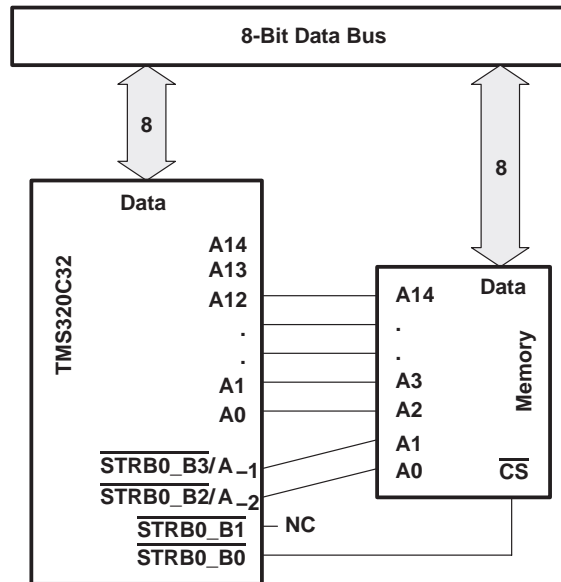 8-Bit Data Bus
8
8
Data
TMS320C32
A14
A13
A12
.
.
A1
A0
STRB0_B3/A–1
STRB0_B2/A–2
STRB0_B1
STRB0_B0
NC
Data
Memory
A14
.
.
A3
A2
A1
A0
CS